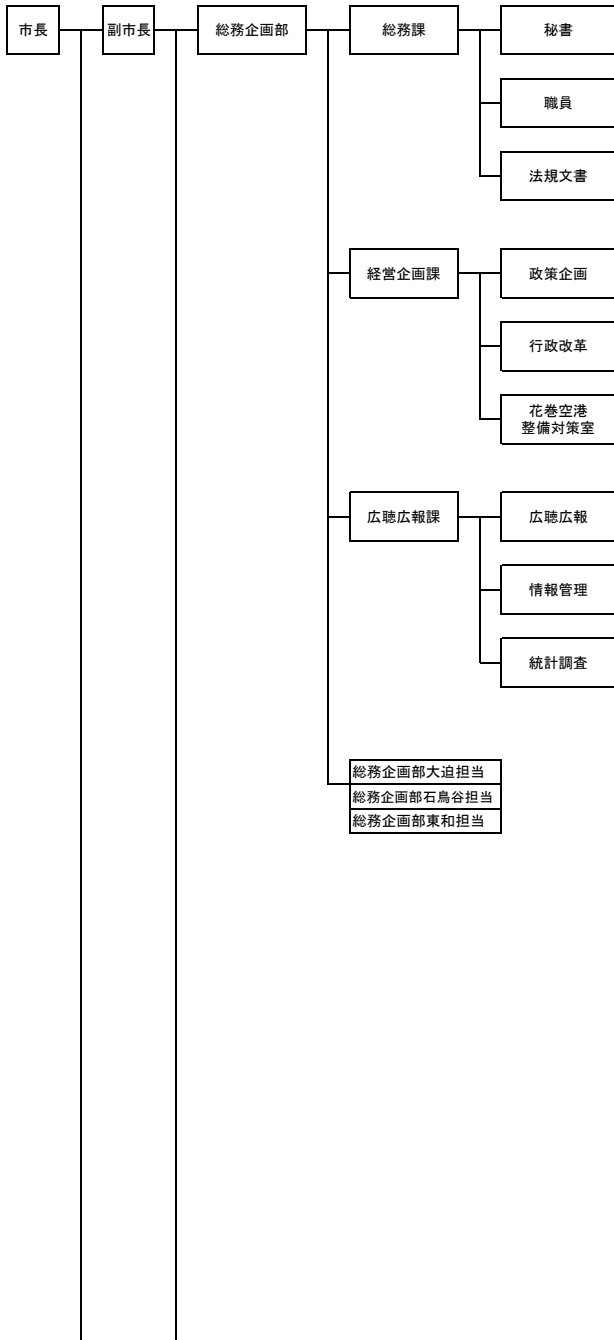 市長
副市長
総務企画部
総務課
秘書
職員
法規文書
経営企画課
政策企画
行政改革
花巻空港
整備対策室
広聴広報課
広聴広報
情報管理
統計調査
総務企画部大迫担当
総務企画部石鳥谷担当
総務企画部東和担当